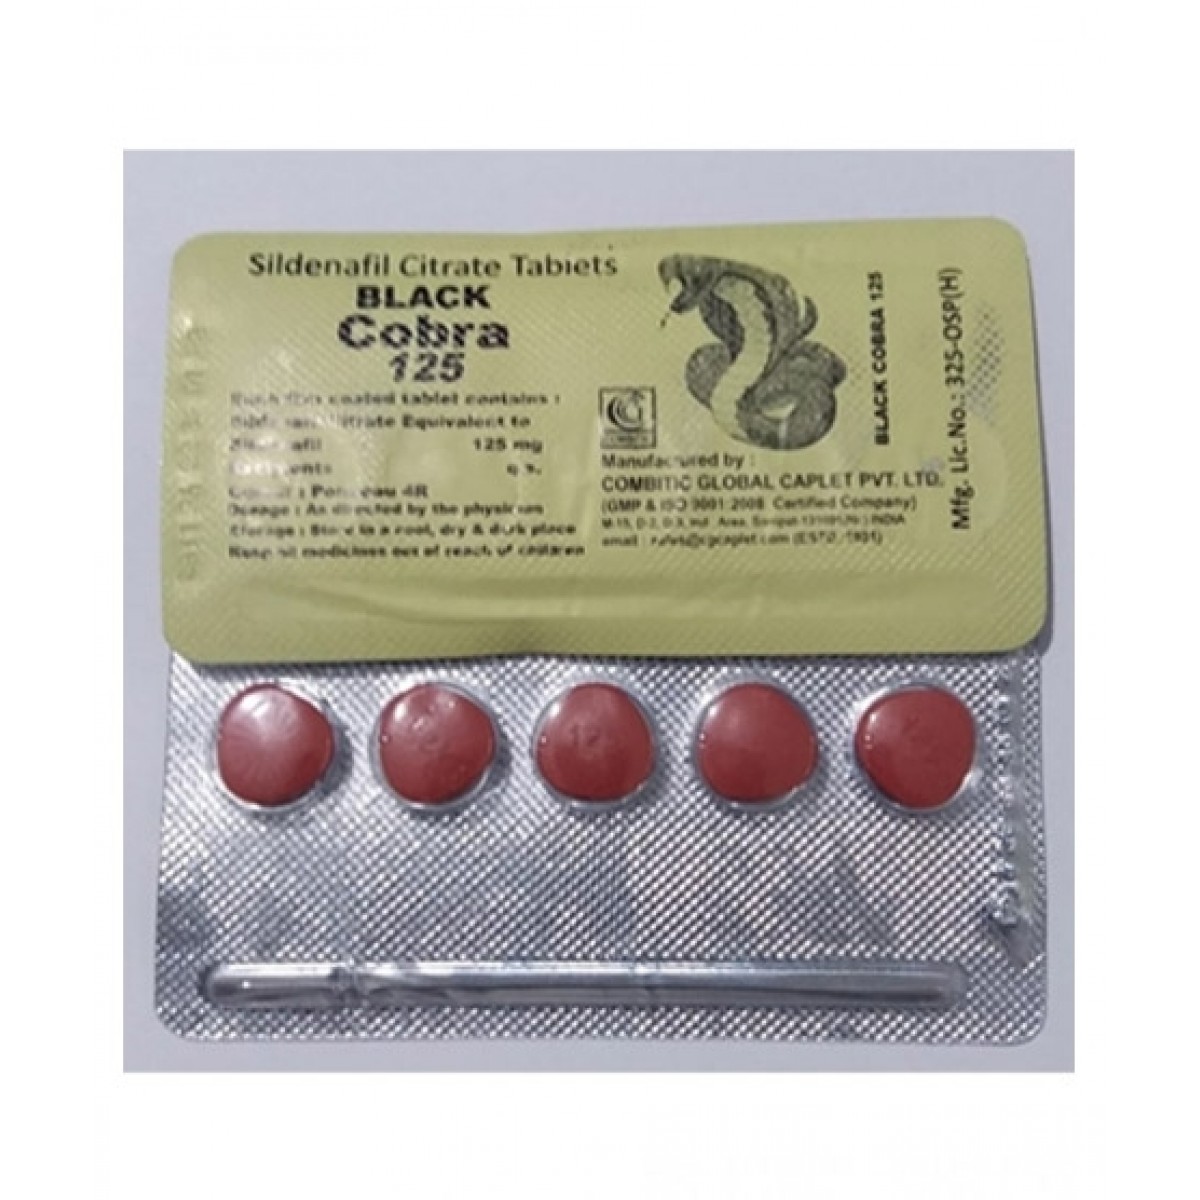 Sildenafil Citrate Tablets
BLACK
Cobra
125
coated tablet contains :
Citrate Equivalent to
125 mg
q.s.
Ponceau 4R
Dosage : As directed by the physician
Storage : Store in a cool, dry & dark place
Keep all medicines out of reach of children
Manufactured by :
COMBITIC GLOBAL CAPLET PVT. LTD.
(GMP & ISO 9001:2008 Certified Company)
INDIA
BLACK COBRA 125
Mfg. Lic.No.: 325-OSP(H)